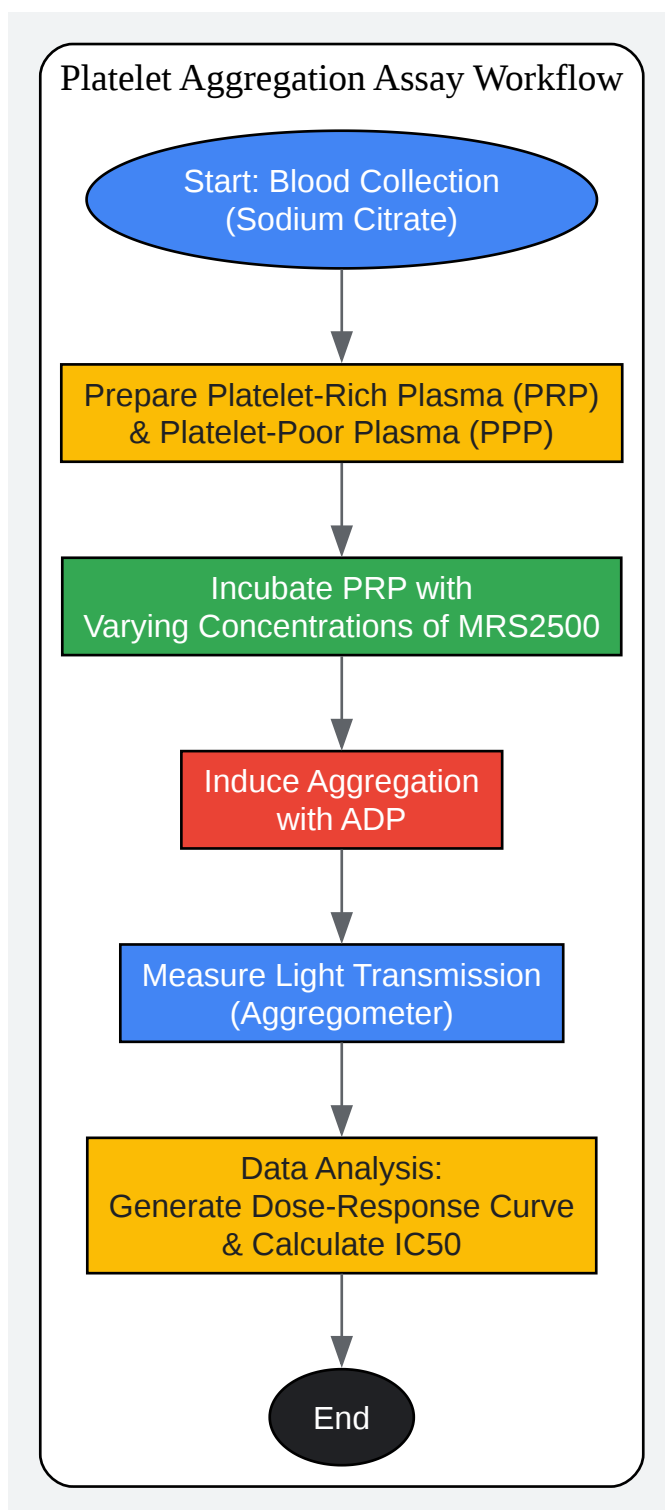 Platelet Aggregation Assay Workflow
Start: Blood Collection
(Sodium Citrate)
Prepare Platelet-Rich Plasma (PRP)
& Platelet-Poor Plasma (PPP)
Incubate PRP with
Varying Concentrations of MRS2500
Induce Aggregation
with ADP
Measure Light Transmission
(Aggregometer)
Data Analysis:
Generate Dose-Response Curve
& Calculate IC50
End